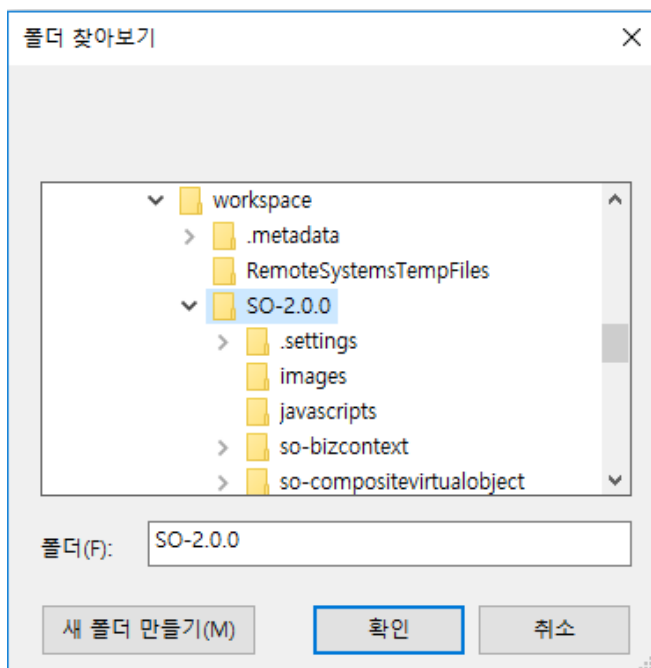 폴더 찾아보기
workspace
.metadata
RemoteSystemsTempFiles
SO-2.0.0
.settings
images
javascripts
so-bizcontext
so-compositevirtualobject
폴더(F):
SO-2.0.0
새 폴더 만들기(M)
확인
취소